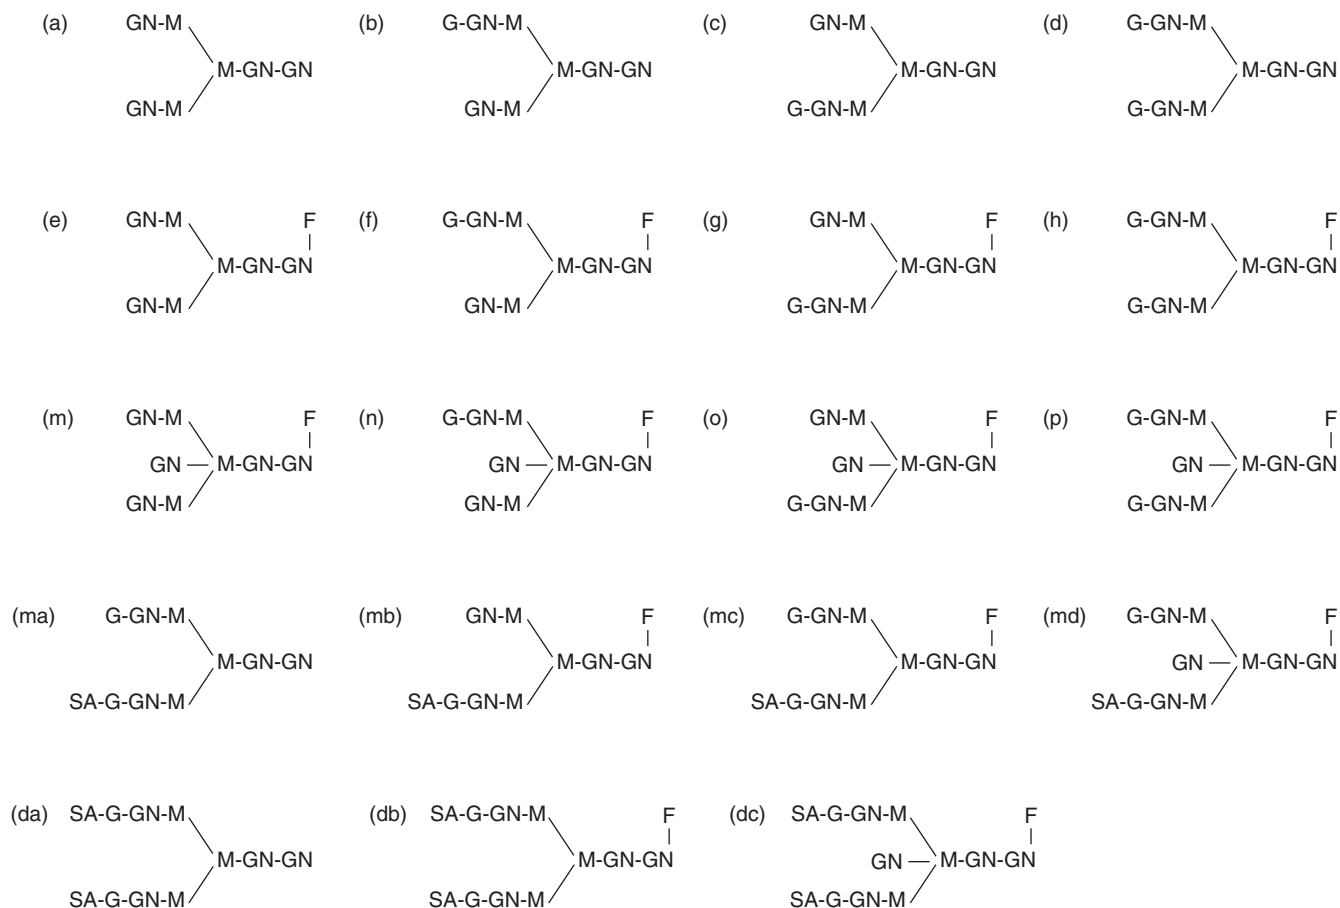 (a) GN-M (b) G-GN-M (c) GN-M (d) G-GN-M
M-GN-GN M-GN-GN M-GN-GN M-GN-GN
GN-M GN-M G-GN-M G-GN-M
F F F F
(e) GN-M (f) G-GN-M (g) GN-M (h) G-GN-M
M-GN-GN M-GN-GN M-GN-GN M-GN-GN
GN-M GN-M G-GN-M G-GN-M
(m) GN-M F (n) G-GN-M F (o) GN-M F (p) G-GN-M F
GN M-GN-GN GN M-GN-GN GN M-GN-GN GN M-GN-GN
GN-M GN-M G-GN-M G-GN-M
(ma) G-GN-M (mb) GN-M F (mc) G-GN-M F (md) G-GN-M F
M-GN-GN M-GN-GN M-GN-GN GN M-GN-GN
SA-G-GN-M SA-G-GN-M SA-G-GN-M SA-G-GN-M
(da) SA-G-GN-M (db) SA-G-GN-M F (dc) SA-G-GN-M F
M-GN-GN M-GN-GN GN M-GN-GN
SA-G-GN-M SA-G-GN-M SA-G-GN-M